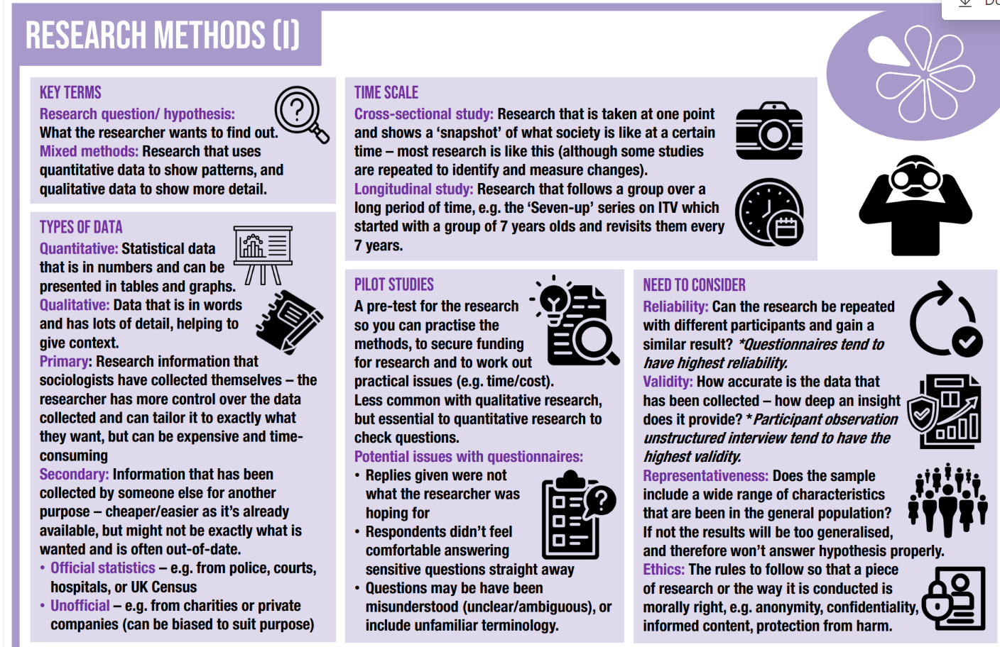 RESEARCH METHODS (I)
KEY TERMS
Research question/ hypothesis:
What the researcher wants to find out.
Mixed methods: Research that uses
quantitative data to show patterns, and
qualitative data to show more detail.
TYPES OF DATA
Quantitative: Statistical data
that is in numbers and can be
presented in tables and graphs.
Qualitative: Data that is in words
and has lots of detail, helping to
give context.
Primary: Research information that
sociologists have collected themselves – the
researcher has more control over the data
collected and can tailor it to exactly what
they want, but can be expensive and time-
consuming
Secondary: Information that has been
collected by someone else for another
purpose – cheaper/easier as it's already
available, but might not be exactly what is
wanted and is often out-of-date.
• Official statistics – e.g. from police, courts,
hospitals, or UK Census
• Unofficial – e.g. from charities or private
companies (can be biased to suit purpose)
TIME SCALE
Cross-sectional study: Research that is taken at one point
and shows a 'snapshot' of what society is like at a certain
time – most research is like this (although some studies
are repeated to identify and measure changes).
Longitudinal study: Research that follows a group over a
long period of time, e.g. the 'Seven-up' series on ITV which
started with a group of 7 years olds and revisits them every
7 years.
PILOT STUDIES
A pre-test for the research
so you can practise the
methods, to secure funding
for research and to work out
practical issues (e.g. time/cost).
Less common with qualitative research,
but essential to quantitative research to
check questions.
Potential issues with questionnaires:
• Replies given were not
what the researcher was
hoping for
• Respondents didn't feel
comfortable answering
sensitive questions straight away
• Questions may be have been
misunderstood (unclear/ambiguous), or
include unfamiliar terminology.
NEED TO CONSIDER
Reliability: Can the research be repeated
with different participants and gain a
similar result? *Questionnaires tend to
have highest reliability.
Validity: How accurate is the data that
has been collected – how deep an insight
does it provide? *Participant observation
unstructured interview tend to have the
highest validity.
Representativeness: Does the sample
include a wide range of characteristics
that are been in the general population?
If not the results will be too generalised,
and therefore won't answer hypothesis properly.
Ethics: The rules to follow so that a piece
of research or the way it is conducted is
morally right, e.g. anonymity, confidentiality,
informed content, protection from harm.